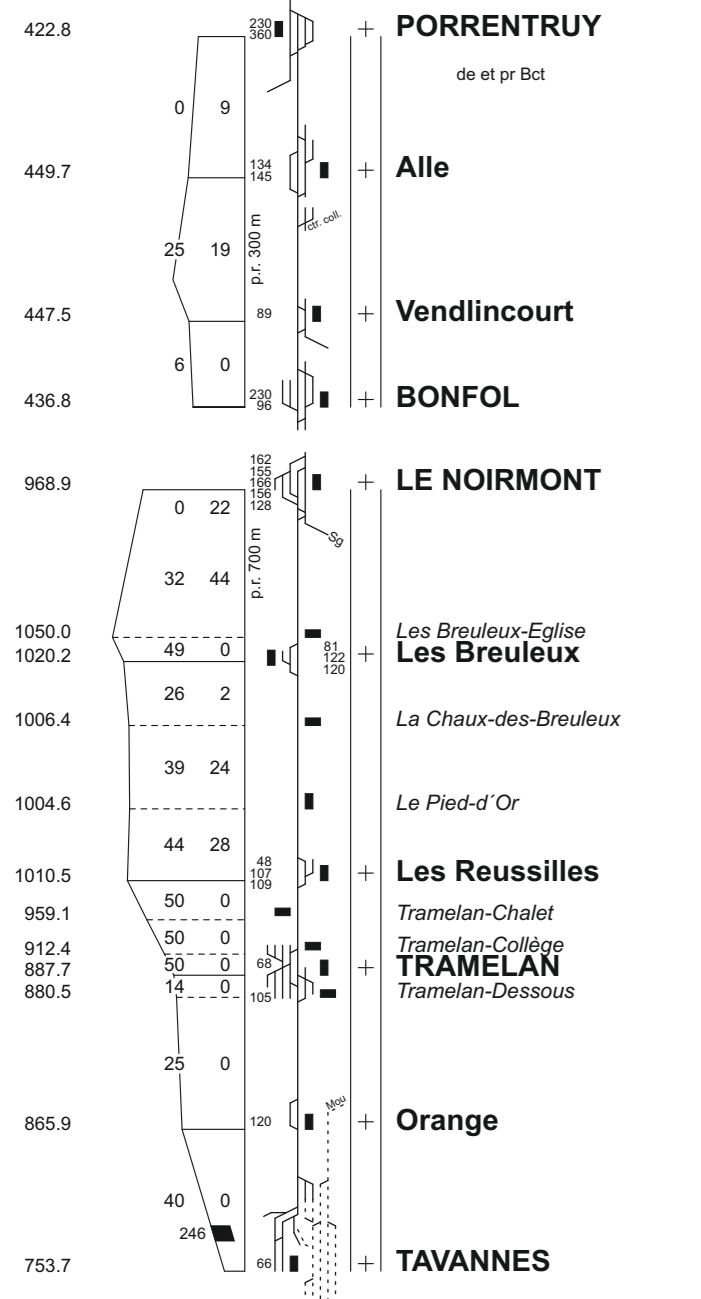 422.8 230 360 + PORRENTRUY
de et pr Bct
0 9
449.7 134 145 + Alle
ctr. coll.
25 19 p.r. 300 m
447.5 89 + Vendlincourt
6 0
436.8 230 96 + BONFOL
968.9 162 155 166 156 128 + LE NOIRMONT
0 22
Sg
p.r. 700 m
32 44
1050.0 Les Breuleux-Eglise
49 0
1020.2 81 122 120 + Les Breuleux
26 2
1006.4 La Chaux-des-Breuleux
39 24
1004.6 Le Pied-d´Or
44 28
1010.5 48 107 109 + Les Reussilles
50 0
959.1 Tramelan-Chalet
50 0
912.4 Tramelan-Collège
887.7 50 0 68 + TRAMELAN
14 0
880.5 105 Tramelan-Dessous
25 0
Mou
865.9 120 + Orange
40 0
246
753.7 66 + TAVANNES